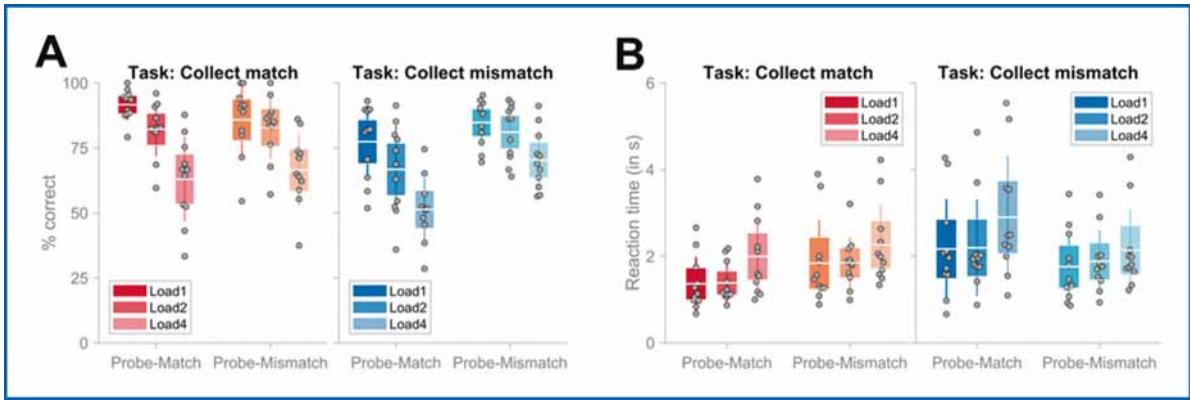 A
Task: Collect match
Task: Collect mismatch
% correct
100
75
50
25
0
Load1
Load2
Load4
Load1
Load2
Load4
Probe-Match
Probe-Mismatch
Probe-Match
Probe-Mismatch
B
Task: Collect match
Task: Collect mismatch
Reaction time (in s)
6
4
2
0
Load1
Load2
Load4
Load1
Load2
Load4
Probe-Match
Probe-Mismatch
Probe-Match
Probe-Mismatch